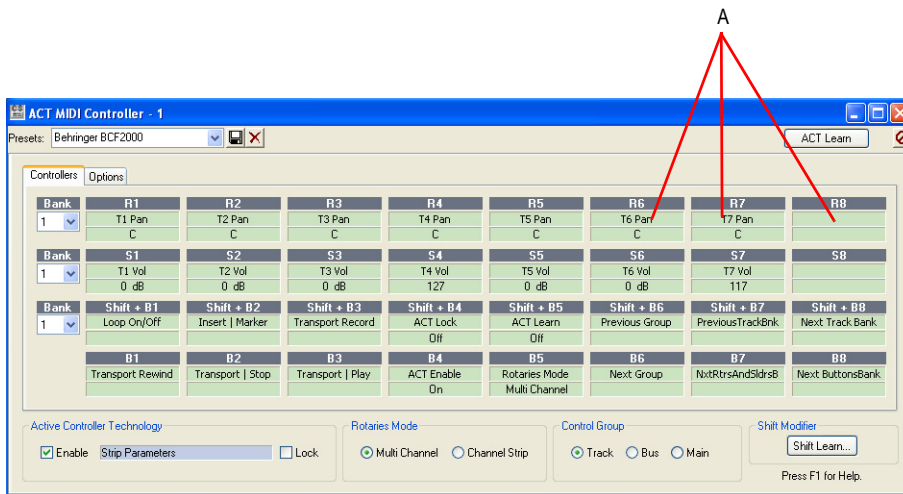 A
ACT MIDI Controller - 1
Presets: Behringer BCF2000 ACT Learn
Controllers Options
Bank R1 R2 R3 R4 R5 R6 R7 R8
1 T1 Pan T2 Pan T3 Pan T4 Pan T5 Pan T6 Pan T7 Pan
C C C C C C C
Bank S1 S2 S3 S4 S5 S6 S7 S8
1 T1 Vol T2 Vol T3 Vol T4 Vol T5 Vol T6 Vol T7 Vol
0 dB 0 dB 0 dB 127 0 dB 0 dB 117
Bank Shift + B1 Shift + B2 Shift + B3 Shift + B4 Shift + B5 Shift + B6 Shift + B7 Shift + B8
1 Loop On/Off Insert | Marker Transport Record ACT Lock ACT Learn Previous Group PreviousTrackBnk Next Track Bank
Off Off
B1 B2 B3 B4 B5 B6 B7 B8
Transport Rewind Transport | Stop Transport | Play ACT Enable Rotaries Mode Next Group NxtRtrsAndSldrsB Next ButtonsBank
On Multi Channel
Active Controller Technology Rotaries Mode Control Group Shift Modifier
Enable Strip Parameters Lock Multi Channel Channel Strip Track Bus Main Shift Learn...
Press F1 for Help.